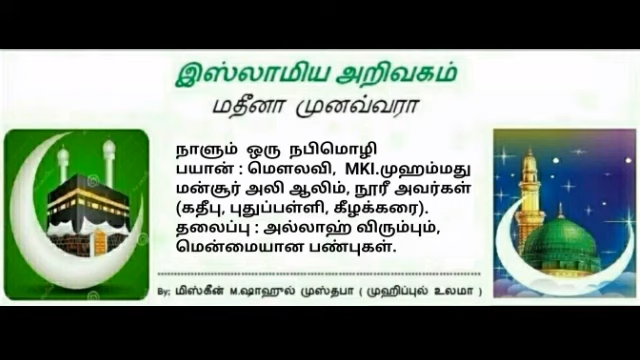 இஸ்லாமிய அறிவகம்
மதீனா முனவ்வரா
நாளும் ஒரு நபிமொழி
பயான் : மௌலவி, MKI.முஹம்மது
மன்சூர் அலி ஆலிம், நூரீ அவர்கள்
(கதீபு, புதுப்பள்ளி, கீழக்கரை).
தலைப்பு : அல்லாஹ் விரும்பும்,
மென்மையான பண்புகள்.
By; மிஸ்கீன் M.ஷாஹுல் முஸ்தபா ( முஹிப்புல் உலமா )